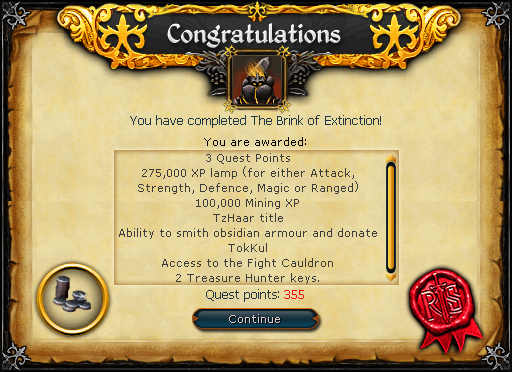 Congratulations
You have completed The Brink of Extinction!
You are awarded:
3 Quest Points
275,000 XP lamp (for either Attack,
Strength, Defence, Magic or Ranged)
100,000 Mining XP
TzHaar title
Ability to smith obsidian armour and donate
TokKul
Access to the Fight Cauldron
2 Treasure Hunter keys.
Quest points: 355
Continue